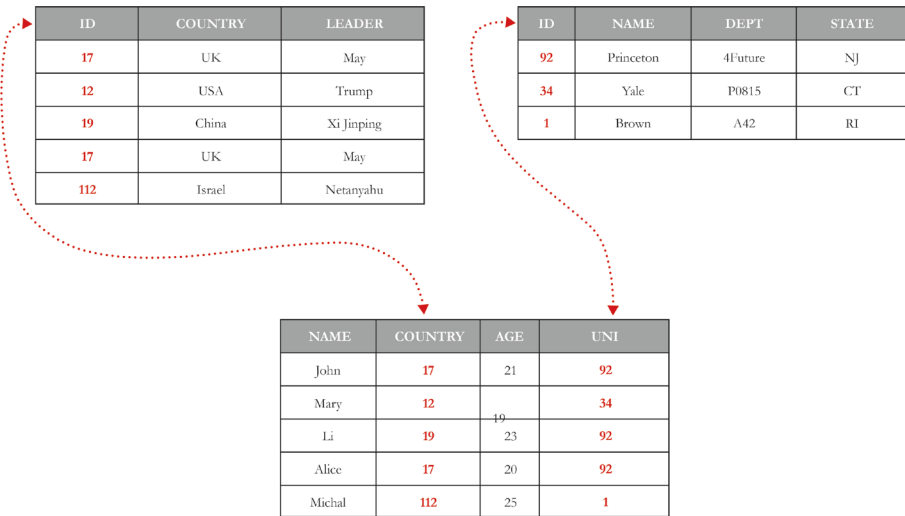 ID COUNTRY LEADER
17 UK May
12 USA Trump
19 China Xi Jinping
17 UK May
112 Israel Netanyahu
ID NAME DEPT STATE
92 Princeton 4Future NJ
34 Yale P0815 CT
1 Brown A42 RI
NAME COUNTRY AGE UNI
John 17 21 92
Mary 12 19 34
Li 19 23 92
Alice 17 20 92
Michal 112 25 1